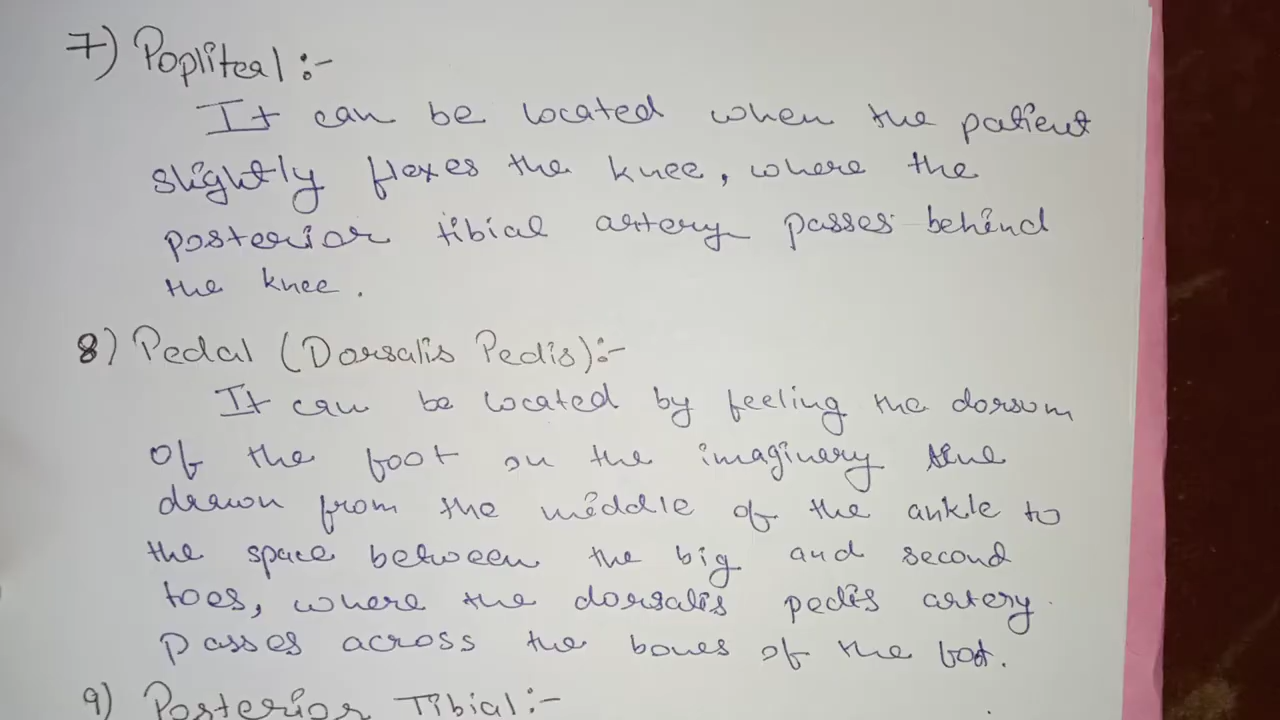 7) Popliteal :-
It can be located when the patient
slightly flexes the knee, where the
posterior tibial artery passes behind
the knee.
8) Pedal (Dorsalis Pedis) :-
It can be located by feeling the dorsum
of the foot on the imaginary line
drawn from the middle of the ankle to
the space between the big and second
toes, where the dorsalis pedis artery
passes across the bones of the foot.
9) Posterior Tibial :-